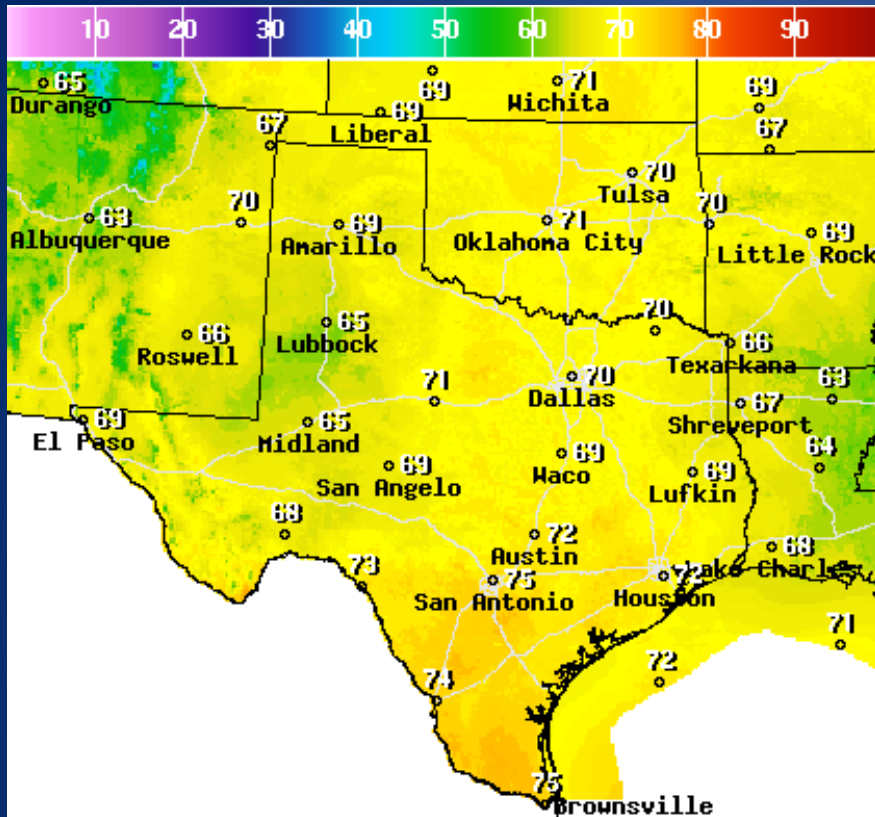 10 20 30 40 50 60 70 80 90
65
Durango
69
71
Wichita
69
69
Liberal
67
67
70
Tulsa
63
Albuquerque
70
69
Amarillo
71
Oklahoma City
70
69
Little Rock
66
Roswell
65
Lubbock
70
66
Texarkana
71
70
Dallas
67
Shreveport
63
69
El Paso
65
Midland
69
San Angelo
69
Waco
69
Lufkin
64
68
72
Austin
68
Lake Charle
73
75
San Antonio
72
Houston
71
72
74
75
Brownsville